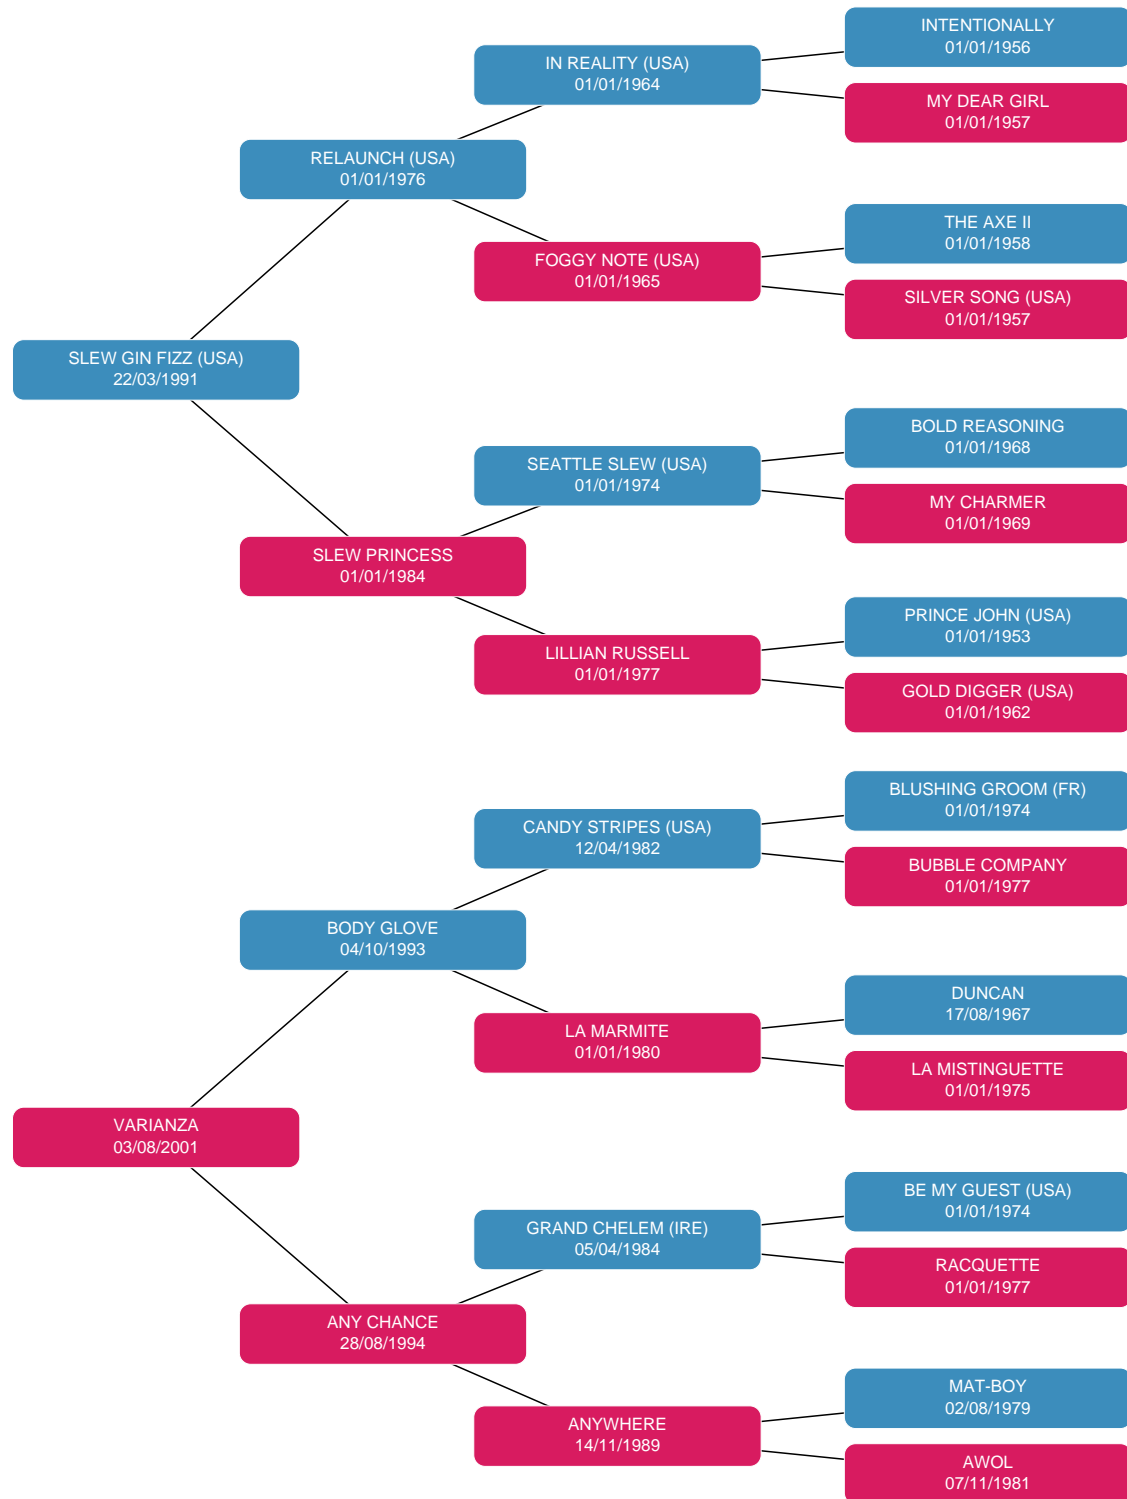 INTENTIONALLY
01/01/1956
IN REALITY (USA)
01/01/1964
MY DEAR GIRL
01/01/1957
RELAUNCH (USA)
01/01/1976
THE AXE II
01/01/1958
FOGGY NOTE (USA)
01/01/1965
SILVER SONG (USA)
01/01/1957
SLEW GIN FIZZ (USA)
22/03/1991
BOLD REASONING
01/01/1968
SEATTLE SLEW (USA)
01/01/1974
MY CHARMER
01/01/1969
SLEW PRINCESS
01/01/1984
PRINCE JOHN (USA)
01/01/1953
LILLIAN RUSSELL
01/01/1977
GOLD DIGGER (USA)
01/01/1962
BLUSHING GROOM (FR)
01/01/1974
CANDY STRIPES (USA)
12/04/1982
BUBBLE COMPANY
01/01/1977
BODY GLOVE
04/10/1993
DUNCAN
17/08/1967
LA MARMITE
01/01/1980
LA MISTINGUETTE
01/01/1975
VARIANZA
03/08/2001
BE MY GUEST (USA)
01/01/1974
GRAND CHELEM (IRE)
05/04/1984
RACQUETTE
01/01/1977
ANY CHANCE
28/08/1994
MAT-BOY
02/08/1979
ANYWHERE
14/11/1989
AWOL
07/11/1981